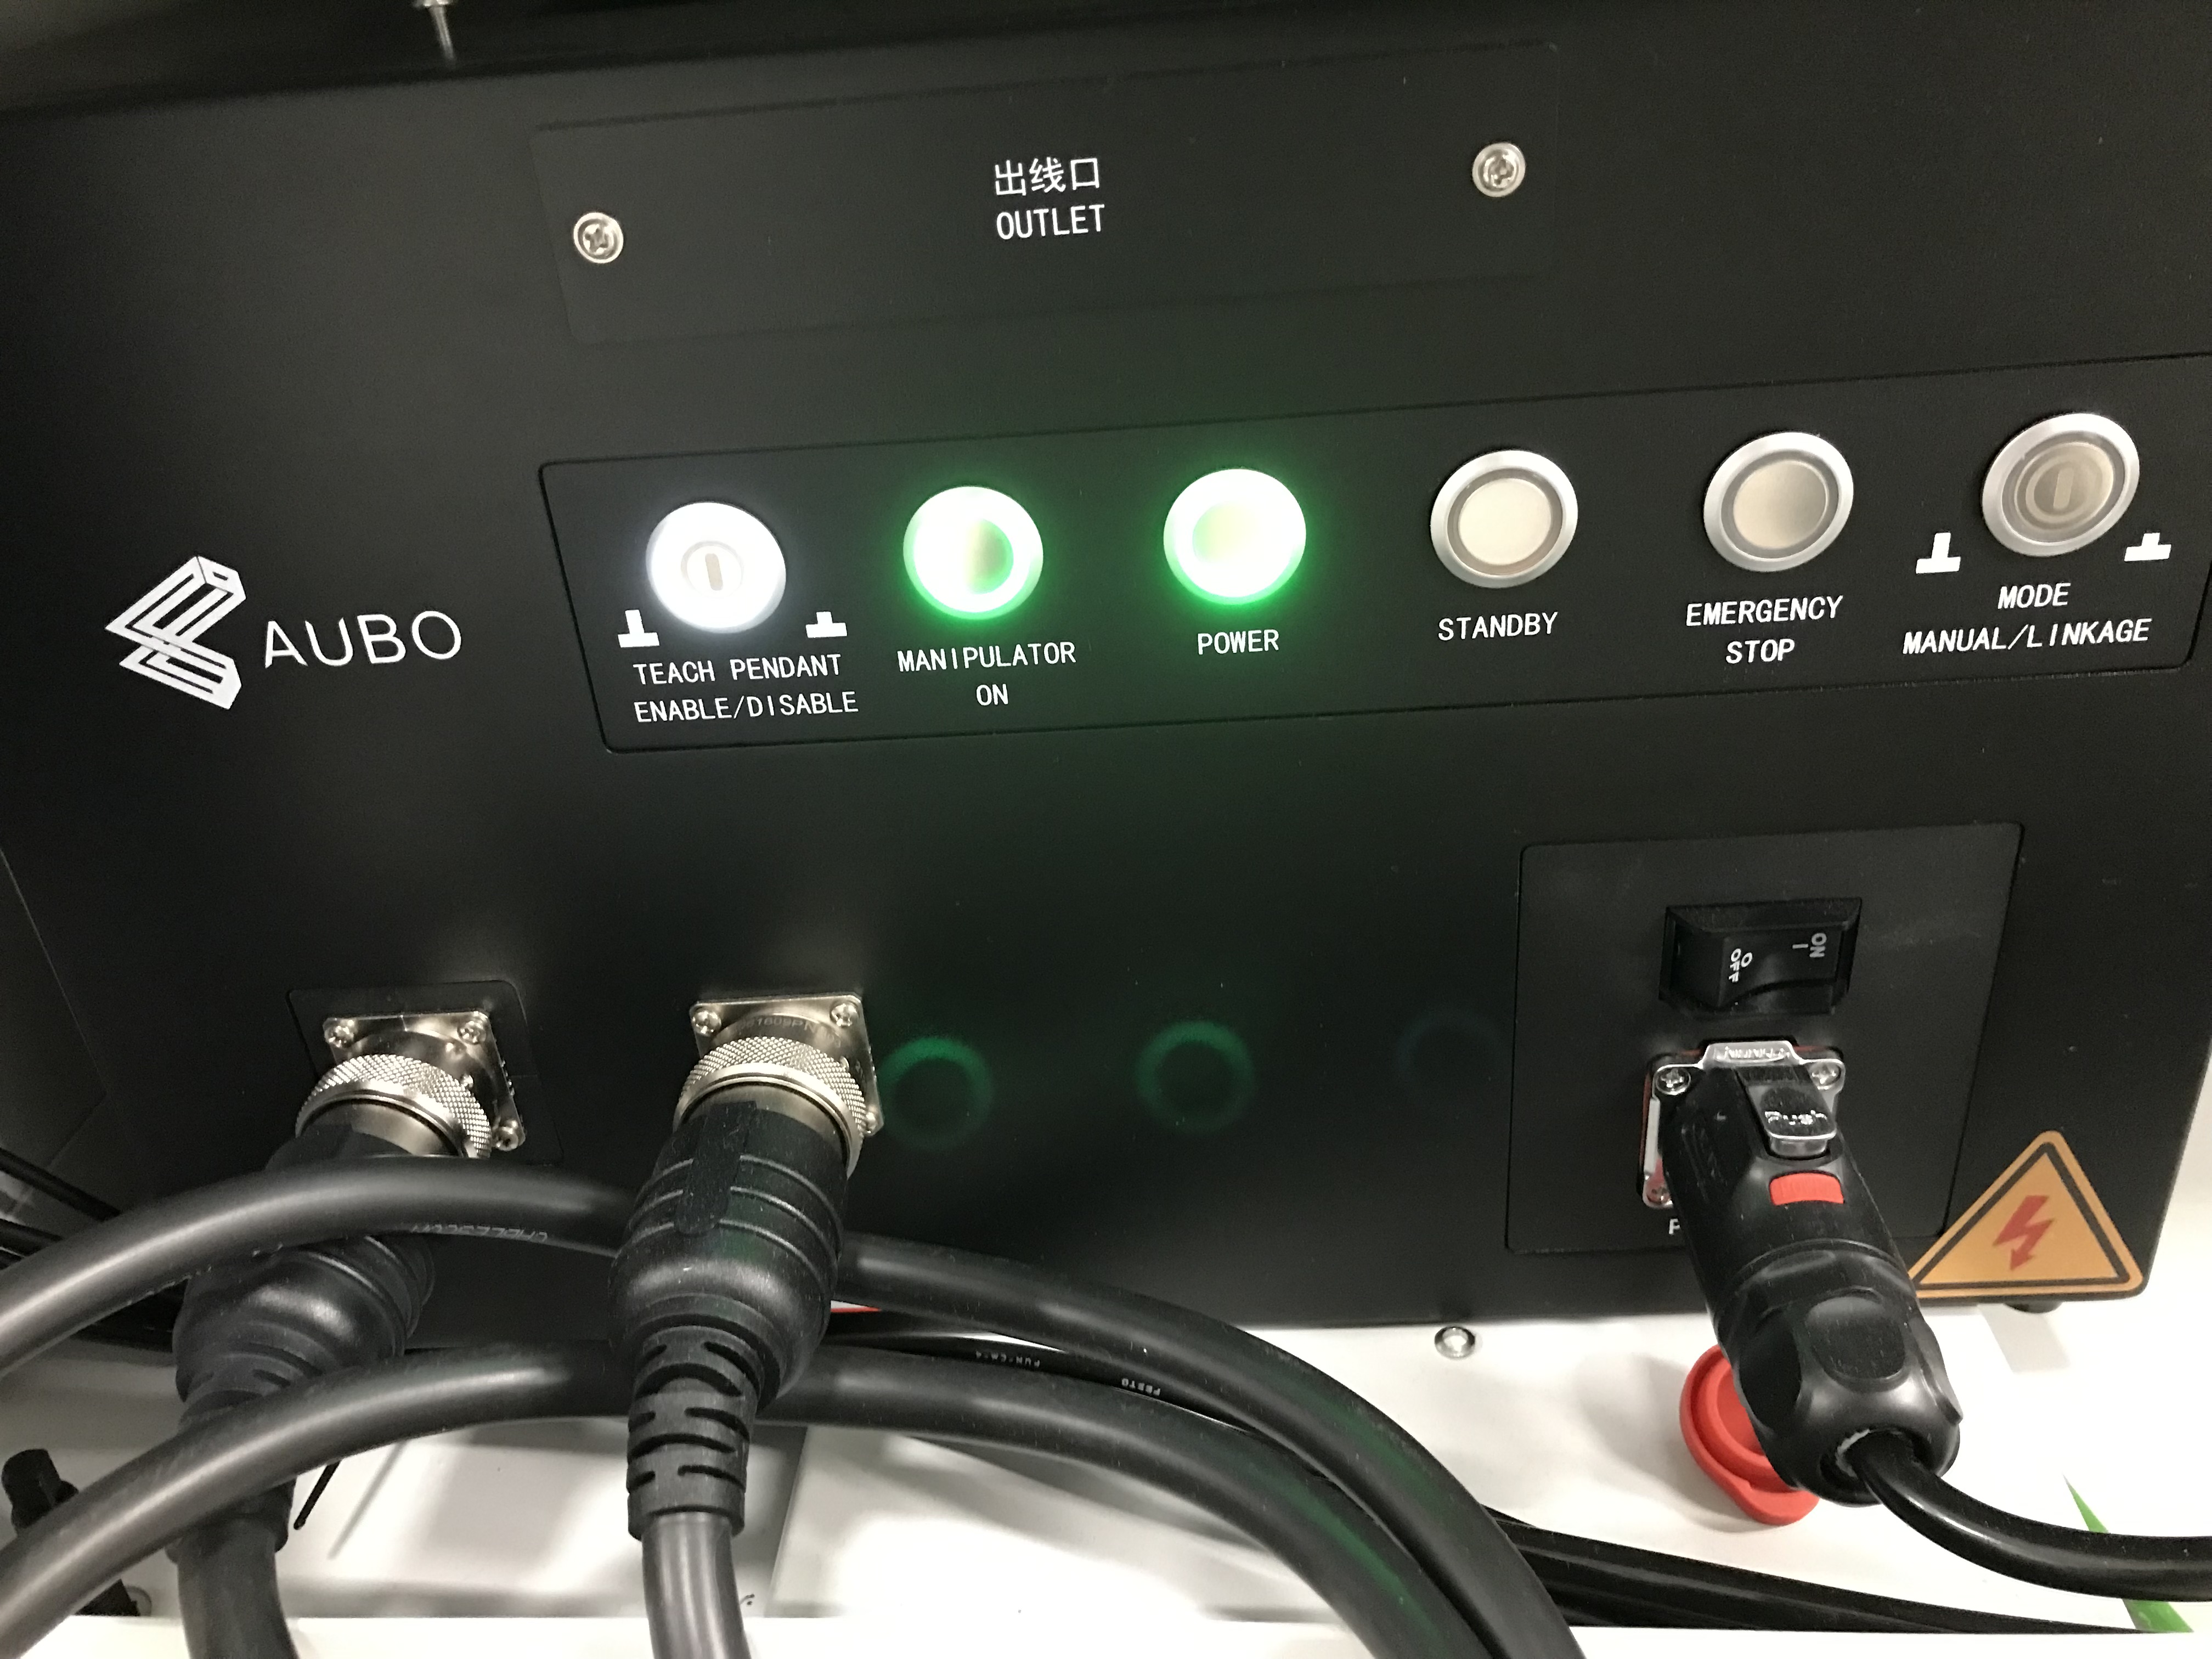 出线口
OUTLET
AUBO
TEACH PENDANT
ENABLE/DISABLE
MANIPULATOR
ON
POWER
STANDBY
EMERGENCY
STOP
MODE
MANUAL/LINKAGE
ON
OFF
Push
FESTO